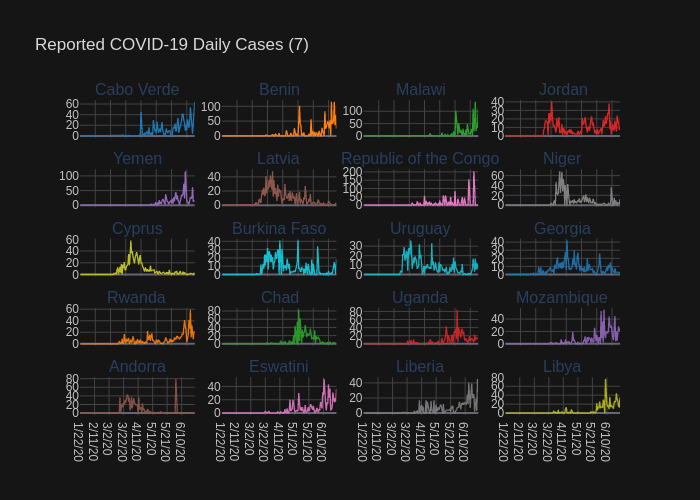 Reported COVID-19 Daily Cases (7)
Cabo Verde Benin Malawi Jordan
60 40 20 0
100 50 0
100 50 0
40 30 20 10 0
Yemen Latvia Republic of the Congo Niger
100 50 0
40 20 0
200 150 100 50 0
60 40 20 0
Cyprus Burkina Faso Uruguay Georgia
60 40 20 0
40 30 20 10 0
30 20 10 0
40 20 0
Rwanda Chad Uganda Mozambique
60 40 20 0
80 60 40 20 0
80 60 40 20 0
40 20 0
Andorra Eswatini Liberia Libya
80 60 40 20 0
40 20 0
40 20 0
80 60 40 20 0
1/22/20 2/11/20 3/2/20 3/22/20 4/11/20 5/1/20 5/21/20 6/10/20
1/22/20 2/11/20 3/2/20 3/22/20 4/11/20 5/1/20 5/21/20 6/10/20
1/22/20 2/11/20 3/2/20 3/22/20 4/11/20 5/1/20 5/21/20 6/10/20
1/22/20 2/11/20 3/2/20 3/22/20 4/11/20 5/1/20 5/21/20 6/10/20